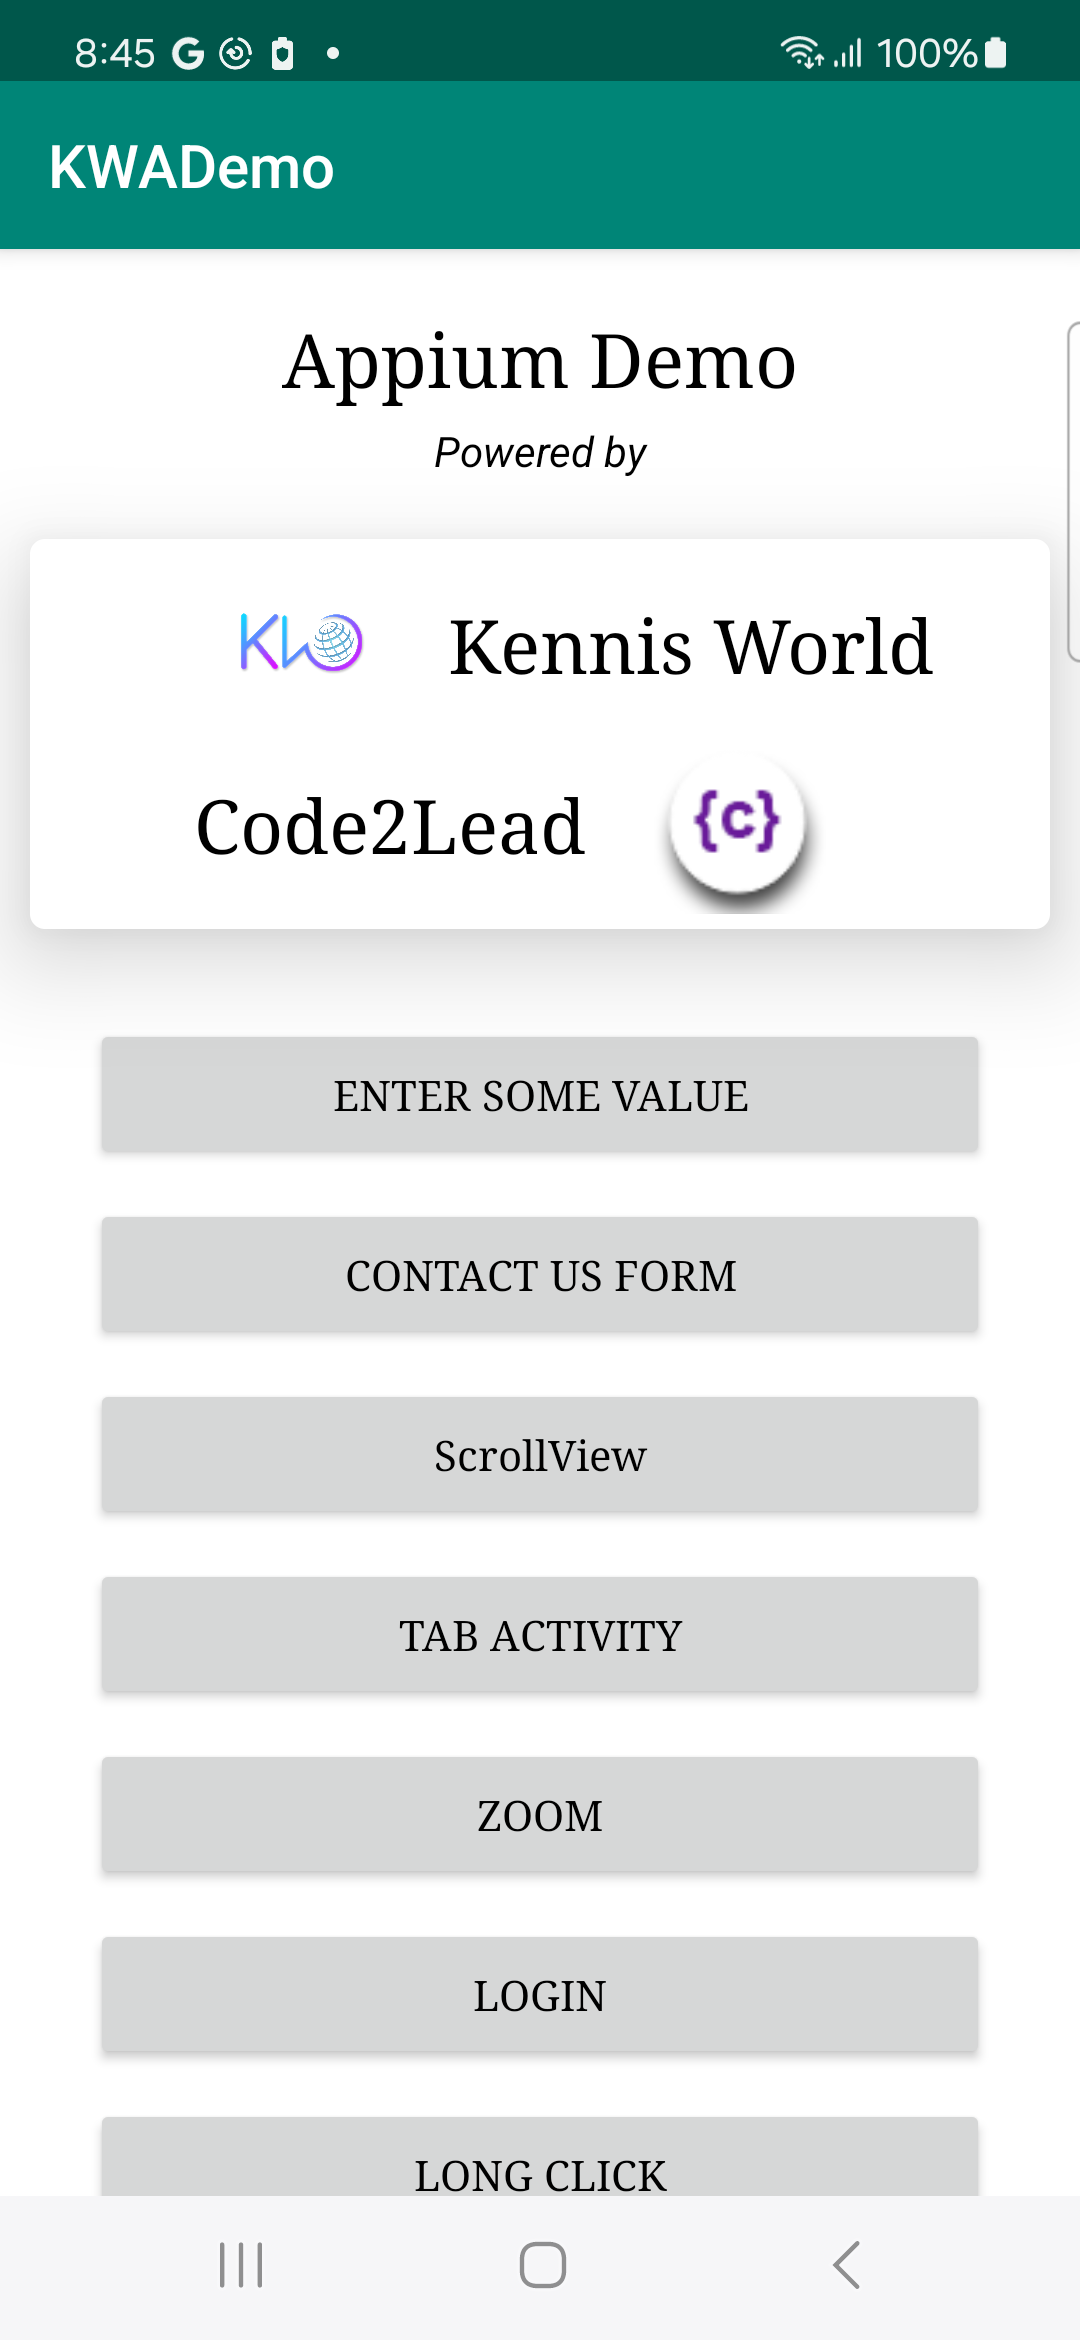 8:45
100%
KWADemo
Appium Demo
Powered by
KW
Kennis World
Code2Lead
{c}
ENTER SOME VALUE
CONTACT US FORM
ScrollView
TAB ACTIVITY
ZOOM
LOGIN
LONG CLICK